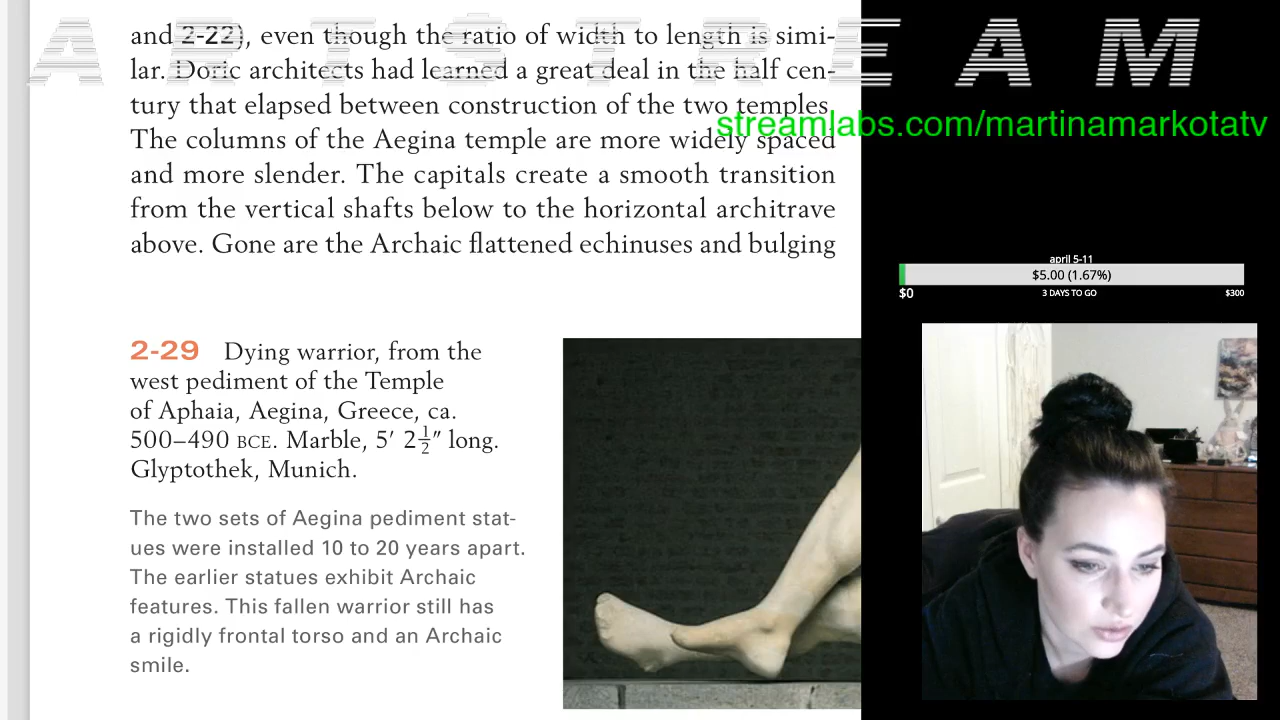 ART STREAM
and 2-22), even though the ratio of width to length is simi-
lar. Doric architects had learned a great deal in the half cen-
tury that elapsed between construction of the two temples.
The columns of the Aegina temple are more widely spaced
and more slender. The capitals create a smooth transition
from the vertical shafts below to the horizontal architrave
above. Gone are the Archaic flattened echinuses and bulging
streamlabs.com/martinamarkotatv
april 5-11
$5.00 (1.67%)
$0 3 DAYS TO GO $300
2-29 Dying warrior, from the
west pediment of the Temple
of Aphaia, Aegina, Greece, ca.
500–490 BCE. Marble, 5′ 2½″ long.
Glyptothek, Munich.
The two sets of Aegina pediment stat-
ues were installed 10 to 20 years apart.
The earlier statues exhibit Archaic
features. This fallen warrior still has
a rigidly frontal torso and an Archaic
smile.